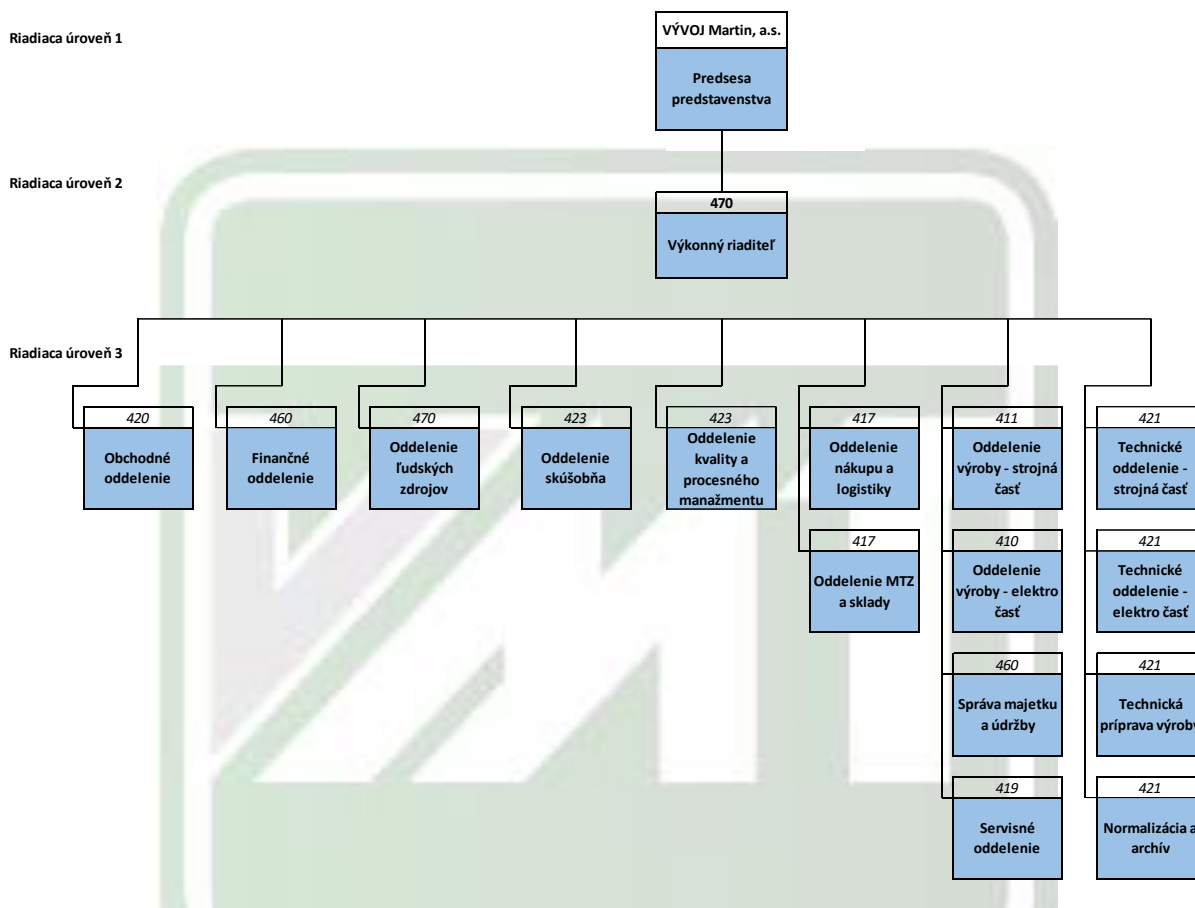 Riadiaca úroveň 1
VÝVOJ Martin, a.s.
Predsesa
predstavenstva
Riadiaca úroveň 2
470
Výkonný riaditeľ
Riadiaca úroveň 3
420
Obchodné
oddelenie
460
Finančné
oddelenie
470
Oddelenie
ľudských
zdrojov
423
Oddelenie
skúšobňa
423
Oddelenie
kvality a
procesného
manažmentu
417
Oddelenie
nákupu a
logistiky
411
Oddelenie
výroby - strojná
časť
421
Technické
oddelenie -
strojná časť
417
Oddelenie MTZ
a sklady
410
Oddelenie
výroby - elektro
časť
421
Technické
oddelenie -
elektro časť
460
Správa majetku
a údržby
421
Technická
príprava výroby
419
Servisné
oddelenie
421
Normalizácia a
archív